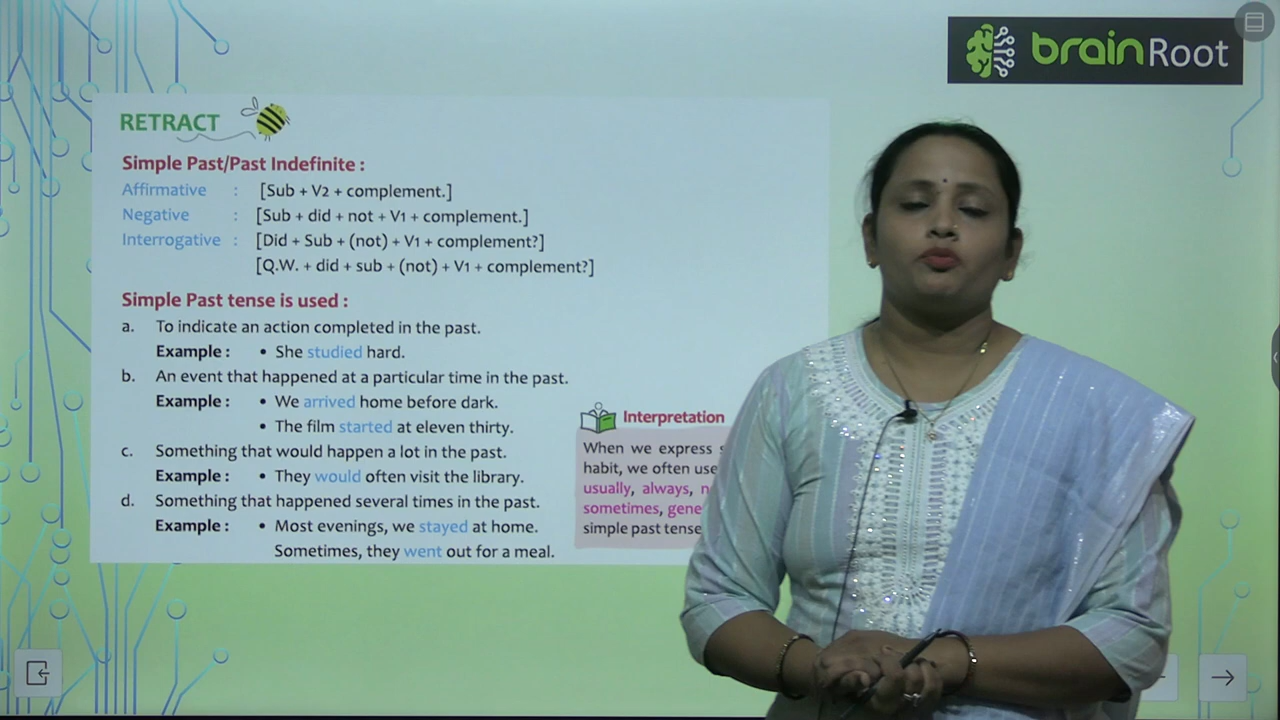 brainRoot
RETRACT
Simple Past/Past Indefinite :
Affirmative : [Sub + V2 + complement.]
Negative : [Sub + did + not + V1 + complement.]
Interrogative : [Did + Sub + (not) + V1 + complement?]
[Q.W. + did + sub + (not) + V1 + complement?]
Simple Past tense is used :
a. To indicate an action completed in the past.
Example : • She studied hard.
b. An event that happened at a particular time in the past.
Example : • We arrived home before dark.
• The film started at eleven thirty.
c. Something that would happen a lot in the past.
Example : • They would often visit the library.
d. Something that happened several times in the past.
Example : • Most evenings, we stayed at home.
Sometimes, they went out for a meal.
Interpretation
When we express
habit, we often use
usually, always,
sometimes,
simple past tense